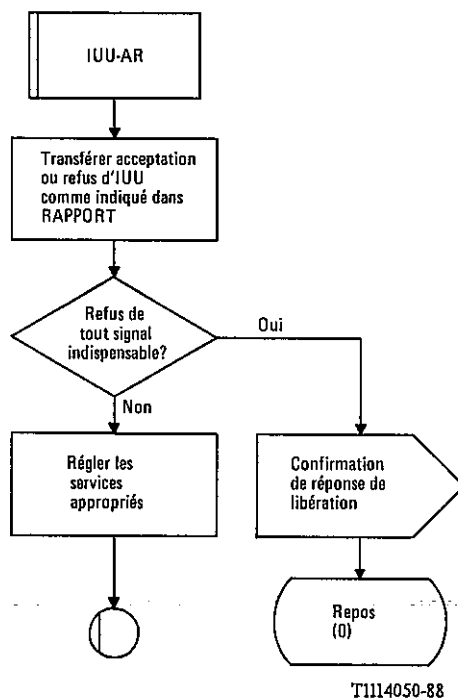 IUU-AR
Transférer acceptation
ou refus d'IUU
comme indiqué dans
RAPPORT
Refus de
tout signal
indispensable?
Oui
Non
Régler les
services
appropriés
Confirmation
de réponse de
libération
Repos
(0)
T1114050-88